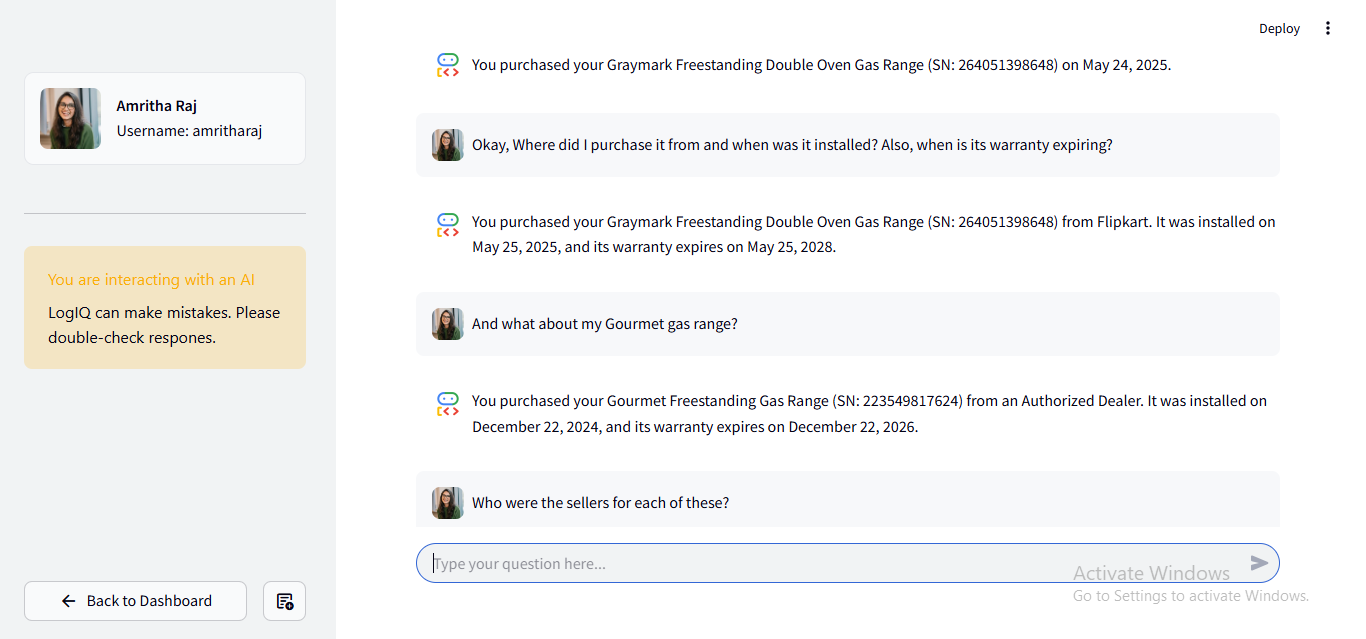 Deploy
Amritha Raj
Username: amritharaj
You are interacting with an AI
LogIQ can make mistakes. Please
double-check respones.
Back to Dashboard
You purchased your Graymark Freestanding Double Oven Gas Range (SN: 264051398648) on May 24, 2025.
Okay, Where did I purchase it from and when was it installed? Also, when is its warranty expiring?
You purchased your Graymark Freestanding Double Oven Gas Range (SN: 264051398648) from Flipkart. It was installed on
May 25, 2025, and its warranty expires on May 25, 2028.
And what about my Gourmet gas range?
You purchased your Gourmet Freestanding Gas Range (SN: 223549817624) from an Authorized Dealer. It was installed on
December 22, 2024, and its warranty expires on December 22, 2026.
Who were the sellers for each of these?
Type your question here...
Activate Windows
Go to Settings to activate Windows.